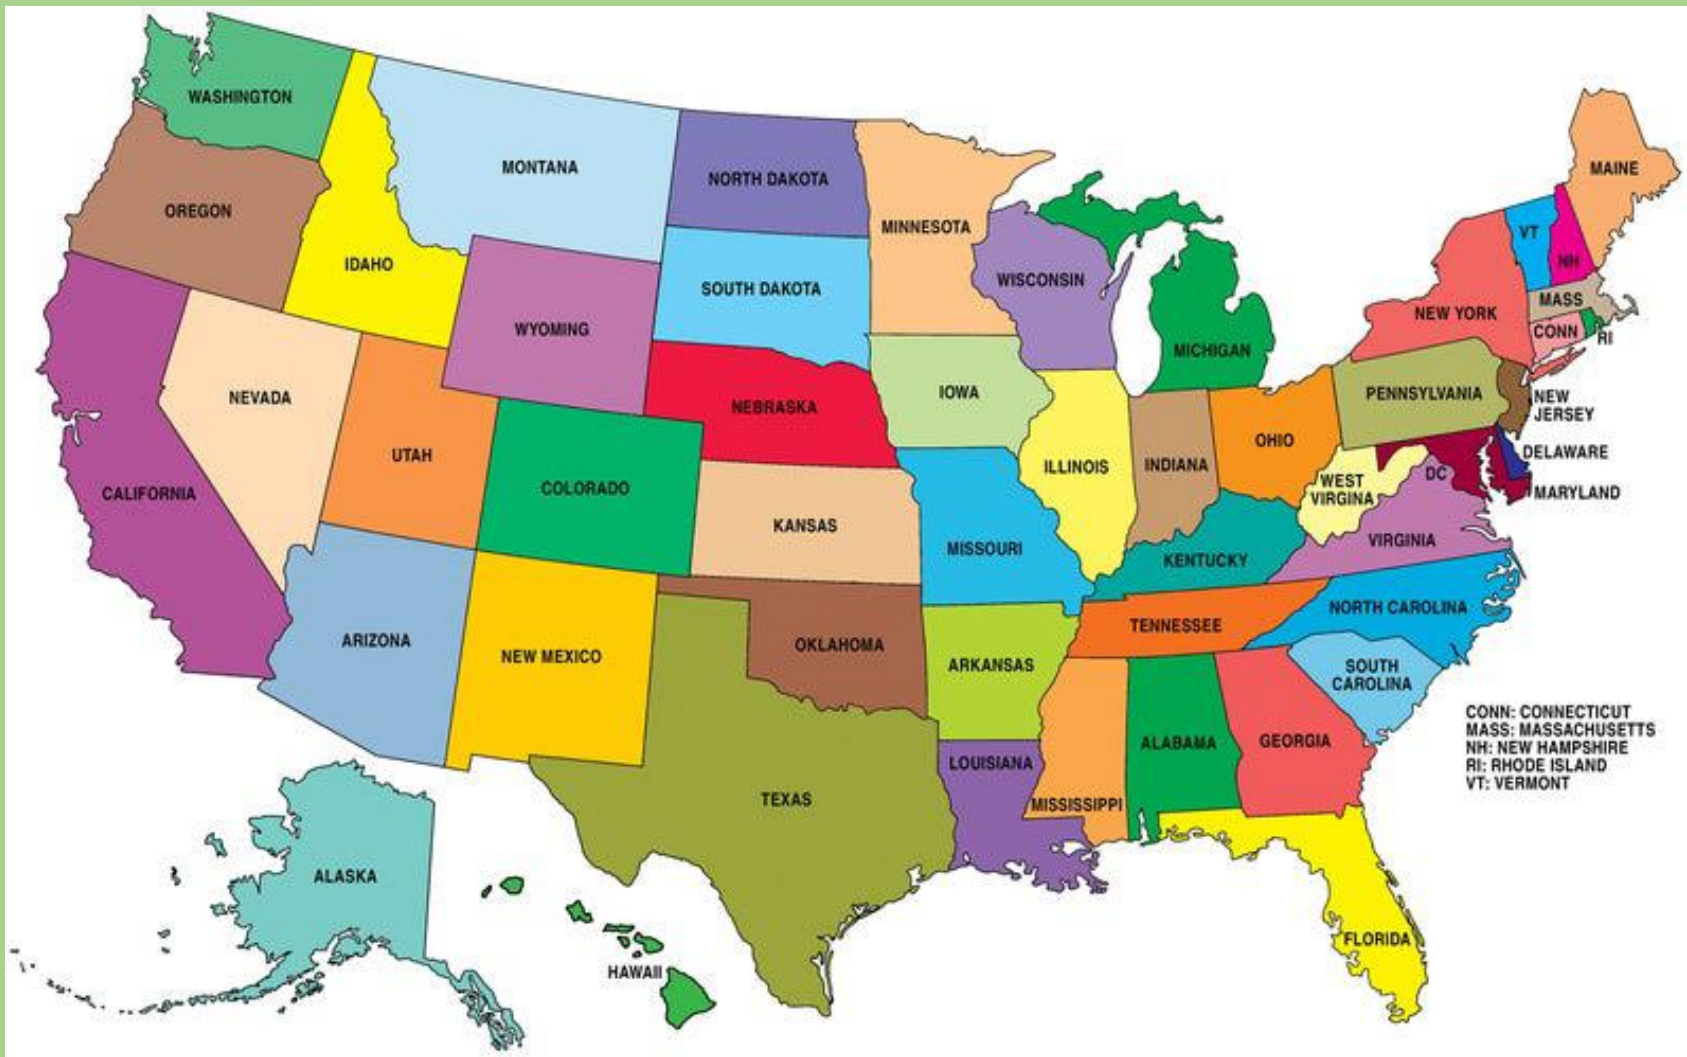 WASHINGTON
OREGON
IDAHO
MONTANA
NORTH DAKOTA
MINNESOTA
SOUTH DAKOTA
WYOMING
WISCONSIN
MICHIGAN
MAINE
VT
NH
NEW YORK
MASS
CONN
RI
NEVADA
UTAH
CALIFORNIA
COLORADO
NEBRASKA
IOWA
KANSAS
MISSOURI
ILLINOIS
INDIANA
OHIO
PENNSYLVANIA
NEW
JERSEY
DELAWARE
MARYLAND
DC
WEST
VIRGINA
VIRGINIA
KENTUCKY
ARIZONA
NEW MEXICO
OKLAHOMA
ARKANSAS
TENNESSEE
NORTH CAROLINA
SOUTH
CAROLINA
TEXAS
LOUISIANA
MISSISSIPPI
ALABAMA
GEORGIA
FLORIDA
ALASKA
HAWAII
CONN: CONNECTICUT
MASS: MASSACHUSETTS
NH: NEW HAMPSHIRE
RI: RHODE ISLAND
VT: VERMONT